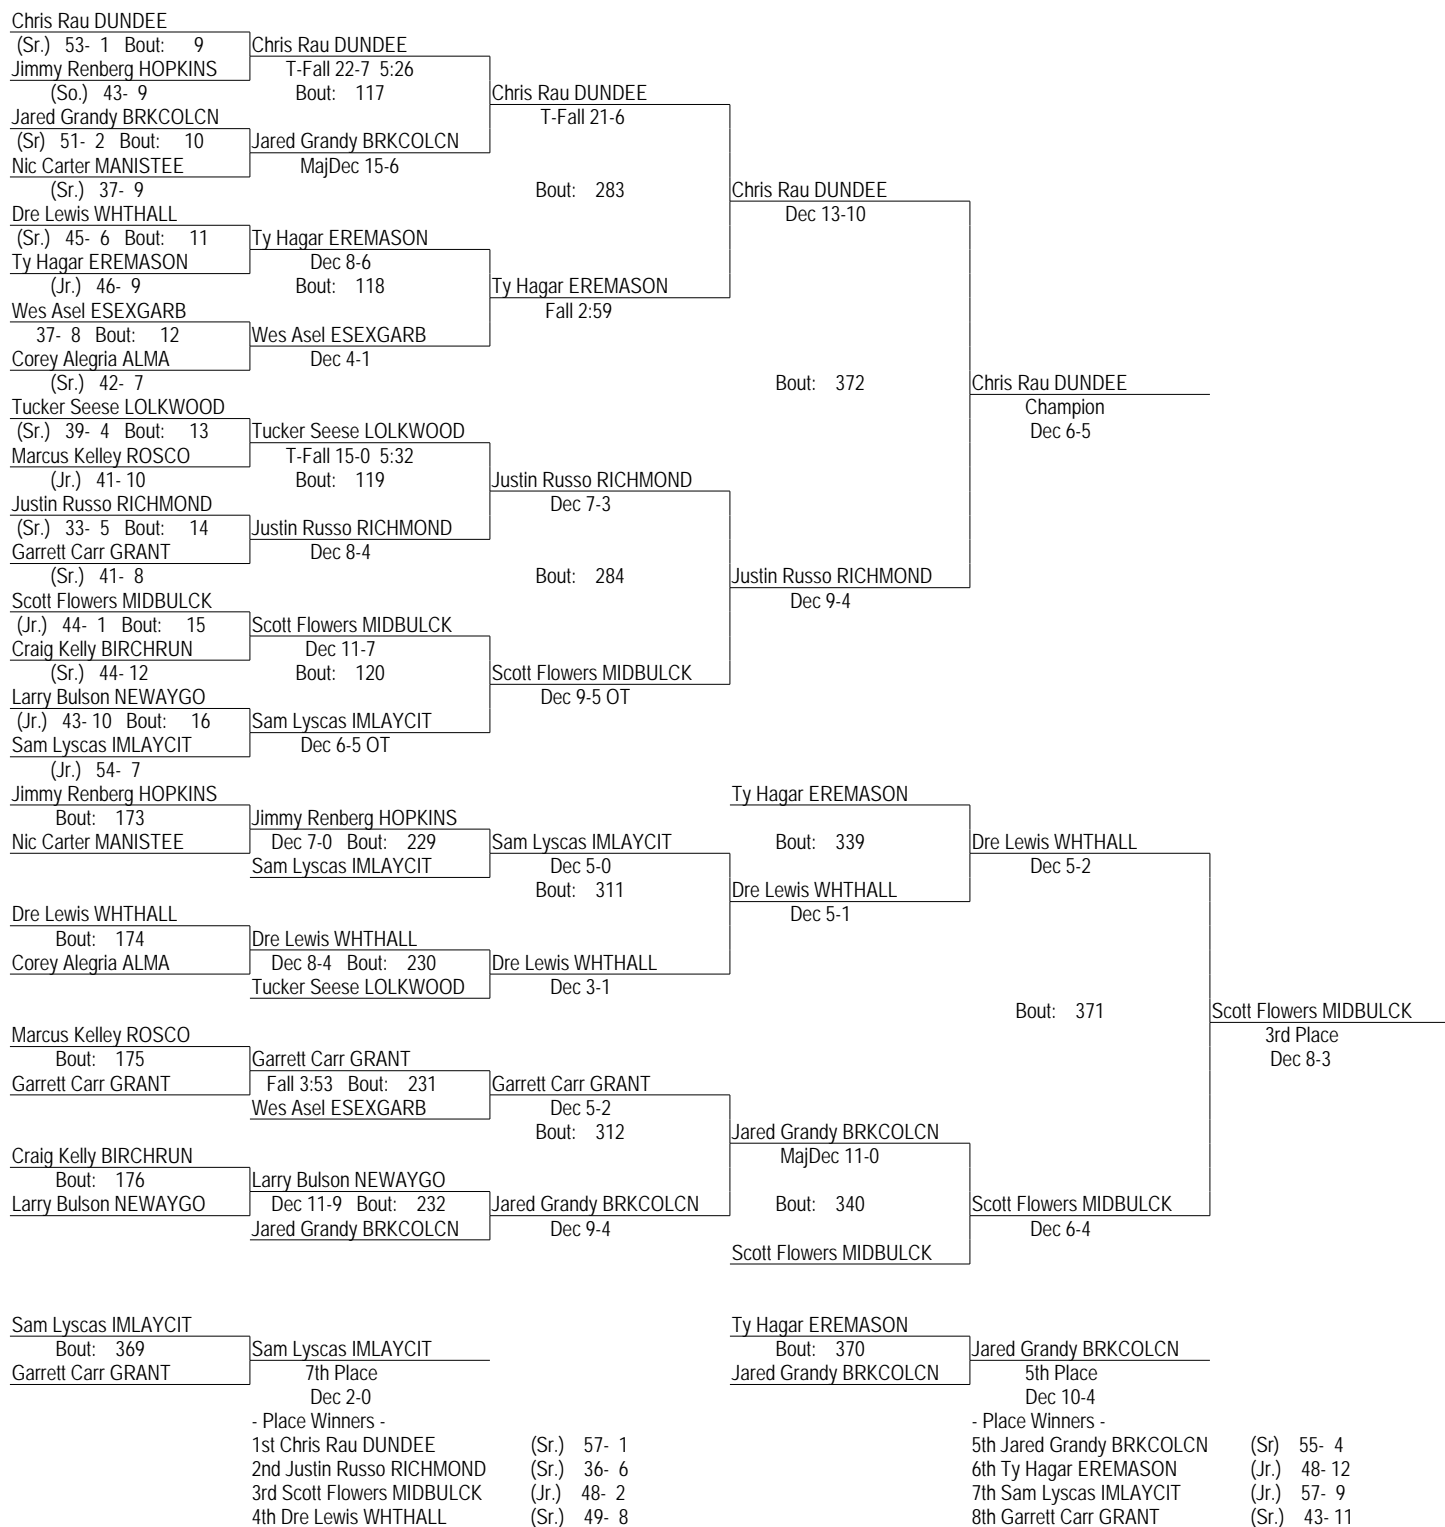 Chris Rau DUNDEE
(Sr.) 53- 1 Bout: 9
Chris Rau DUNDEE
Jimmy Renberg HOPKINS
T-Fall 22-7 5:26
(So.) 43- 9
Bout: 117
Chris Rau DUNDEE
Jared Grandy BRKCOLCN
T-Fall 21-6
(Sr) 51- 2 Bout: 10
Jared Grandy BRKCOLCN
Nic Carter MANISTEE
MajDec 15-6
(Sr.) 37- 9
Bout: 283
Chris Rau DUNDEE
Dre Lewis WHTHALL
Dec 13-10
(Sr.) 45- 6 Bout: 11
Ty Hagar EREMASON
Ty Hagar EREMASON
Dec 8-6
(Jr.) 46- 9
Bout: 118
Ty Hagar EREMASON
Wes Asel ESEXGARB
Fall 2:59
37- 8 Bout: 12
Wes Asel ESEXGARB
Corey Alegria ALMA
Dec 4-1
(Sr.) 42- 7
Bout: 372
Chris Rau DUNDEE
Tucker Seese LOLKWOOD
Champion
(Sr.) 39- 4 Bout: 13
Tucker Seese LOLKWOOD
Dec 6-5
Marcus Kelley ROSCO
T-Fall 15-0 5:32
(Jr.) 41- 10
Bout: 119
Justin Russo RICHMOND
Justin Russo RICHMOND
Dec 7-3
(Sr.) 33- 5 Bout: 14
Justin Russo RICHMOND
Garrett Carr GRANT
Dec 8-4
(Sr.) 41- 8
Bout: 284
Justin Russo RICHMOND
Scott Flowers MIDBULCK
Dec 9-4
(Jr.) 44- 1 Bout: 15
Scott Flowers MIDBULCK
Craig Kelly BIRCHRUN
Dec 11-7
(Sr.) 44- 12
Bout: 120
Scott Flowers MIDBULCK
Larry Bulson NEWAYGO
Dec 9-5 OT
(Jr.) 43- 10 Bout: 16
Sam Lyscas IMLAYCIT
Sam Lyscas IMLAYCIT
Dec 6-5 OT
(Jr.) 54- 7
Jimmy Renberg HOPKINS
Ty Hagar EREMASON
Bout: 173
Jimmy Renberg HOPKINS
Nic Carter MANISTEE
Dec 7-0 Bout: 229
Sam Lyscas IMLAYCIT
Bout: 339
Dre Lewis WHTHALL
Sam Lyscas IMLAYCIT
Dec 5-0
Dec 5-2
Bout: 311
Dre Lewis WHTHALL
Dre Lewis WHTHALL
Dec 5-1
Bout: 174
Dre Lewis WHTHALL
Corey Alegria ALMA
Dec 8-4 Bout: 230
Dre Lewis WHTHALL
Tucker Seese LOLKWOOD
Dec 3-1
Bout: 371
Scott Flowers MIDBULCK
Marcus Kelley ROSCO
3rd Place
Bout: 175
Garrett Carr GRANT
Dec 8-3
Garrett Carr GRANT
Fall 3:53 Bout: 231
Garrett Carr GRANT
Wes Asel ESEXGARB
Dec 5-2
Bout: 312
Jared Grandy BRKCOLCN
Craig Kelly BIRCHRUN
MajDec 11-0
Bout: 176
Larry Bulson NEWAYGO
Larry Bulson NEWAYGO
Dec 11-9 Bout: 232
Jared Grandy BRKCOLCN
Bout: 340
Scott Flowers MIDBULCK
Jared Grandy BRKCOLCN
Dec 9-4
Dec 6-4
Scott Flowers MIDBULCK
Sam Lyscas IMLAYCIT
Bout: 369
Sam Lyscas IMLAYCIT
Garrett Carr GRANT
7th Place
Dec 2-0
Ty Hagar EREMASON
Bout: 370
Jared Grandy BRKCOLCN
Jared Grandy BRKCOLCN
5th Place
Dec 10-4
- Place Winners -
1st Chris Rau DUNDEE (Sr.) 57- 1
2nd Justin Russo RICHMOND (Sr.) 36- 6
3rd Scott Flowers MIDBULCK (Jr.) 48- 2
4th Dre Lewis WHTHALL (Sr.) 49- 8
- Place Winners -
5th Jared Grandy BRKCOLCN (Sr) 55- 4
6th Ty Hagar EREMASON (Jr.) 48- 12
7th Sam Lyscas IMLAYCIT (Jr.) 57- 9
8th Garrett Carr GRANT (Sr.) 43- 11